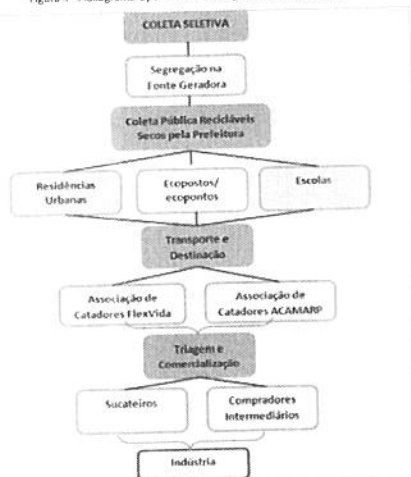 COLETA SELETIVA
Segregação na
Fonte Geradora
Coleta Pública Recicláveis
Secos pela Prefeitura
Residências
Urbanas
Ecopostos/
ecopontos
Escolas
Transporte e
Destinação
Associação de
Catadores FlexVida
Associação de
Catadores ACAMARP
Triagem e
Comercialização
Sucateiros
Compradores
Intermediários
Indústria